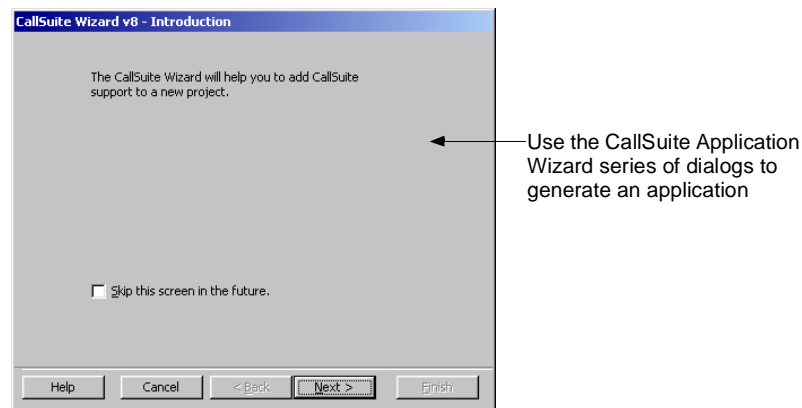 CallSuite Wizard v8 - Introduction
The CallSuite Wizard will help you to add CallSuite
support to a new project.
Use the CallSuite Application
Wizard series of dialogs to
generate an application
Skip this screen in the future.
Help Cancel < Back Next > Finish